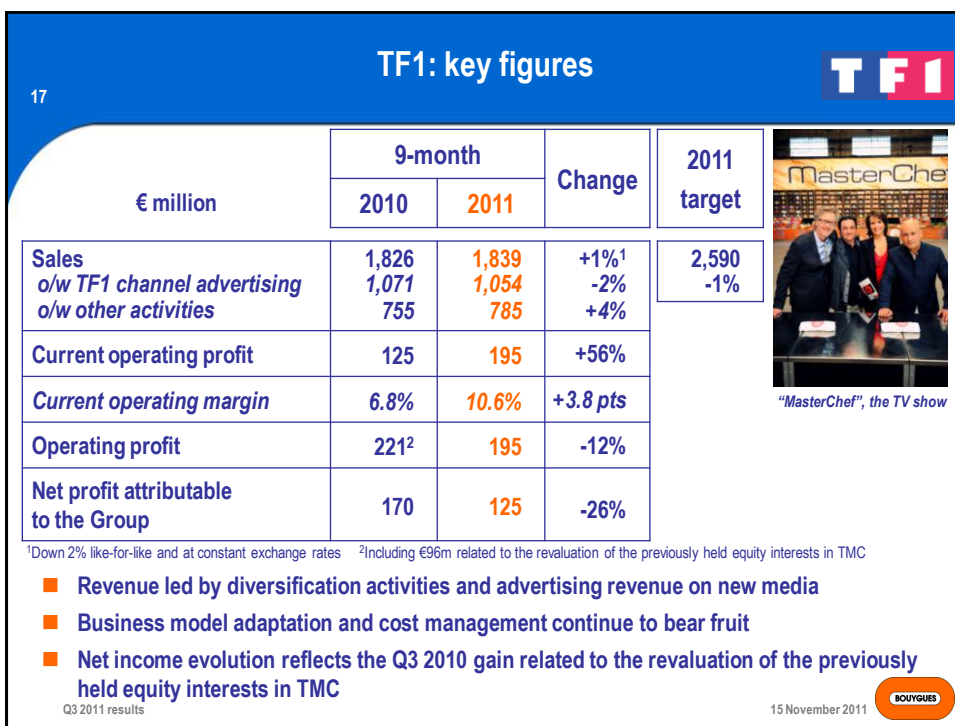 TF1: key figures
TF1
17
€ million
9-month
2010
2011
Change
2011
target
MasterChe
Sales 1,826 1,839 +1%¹ 2,590
o/w TF1 channel advertising 1,071 1,054 -2% -1%
o/w other activities 755 785 +4%
Current operating profit 125 195 +56%
Current operating margin 6.8% 10.6% +3.8 pts
"MasterChef", the TV show
Operating profit 221² 195 -12%
Net profit attributable
to the Group 170 125 -26%
¹Down 2% like-for-like and at constant exchange rates ²Including €96m related to the revaluation of the previously held equity interests in TMC
Revenue led by diversification activities and advertising revenue on new media
Business model adaptation and cost management continue to bear fruit
Net income evolution reflects the Q3 2010 gain related to the revaluation of the previously
held equity interests in TMC
Q3 2011 results
15 November 2011
BOUYGUES